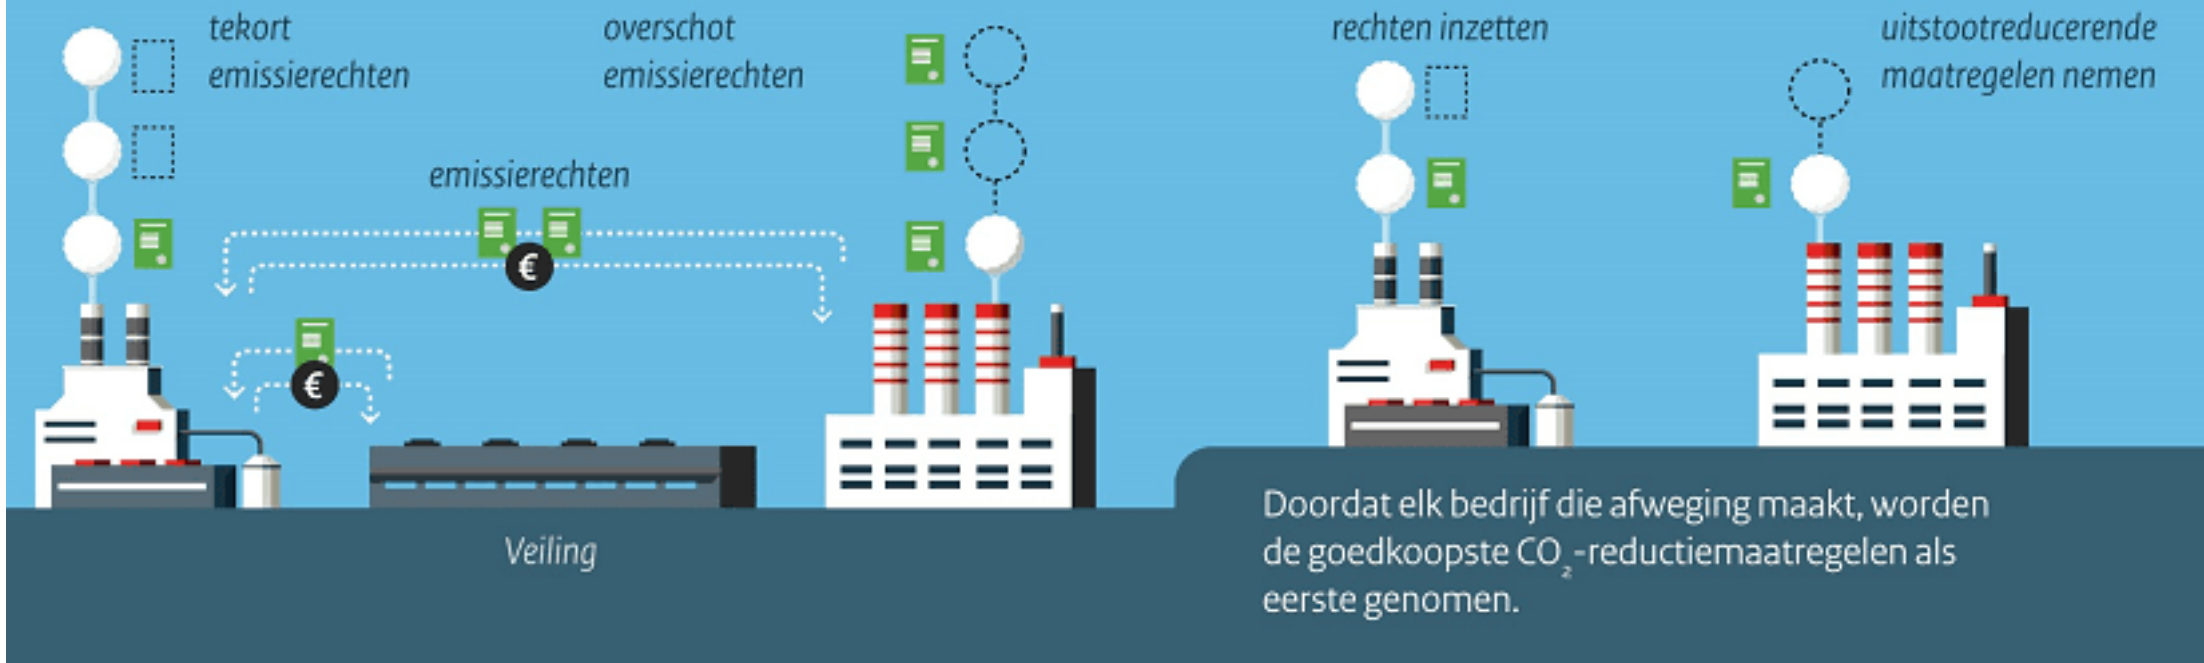 tekort
emissierechten
overschot
emissierechten
emissierechten
€
€
Veiling
rechten inzetten
uitstootreducerende
maatregelen nemen
Doordat elk bedrijf die afweging maakt, worden
de goedkoopste CO₂-reductiemaatregelen als
eerste genomen.